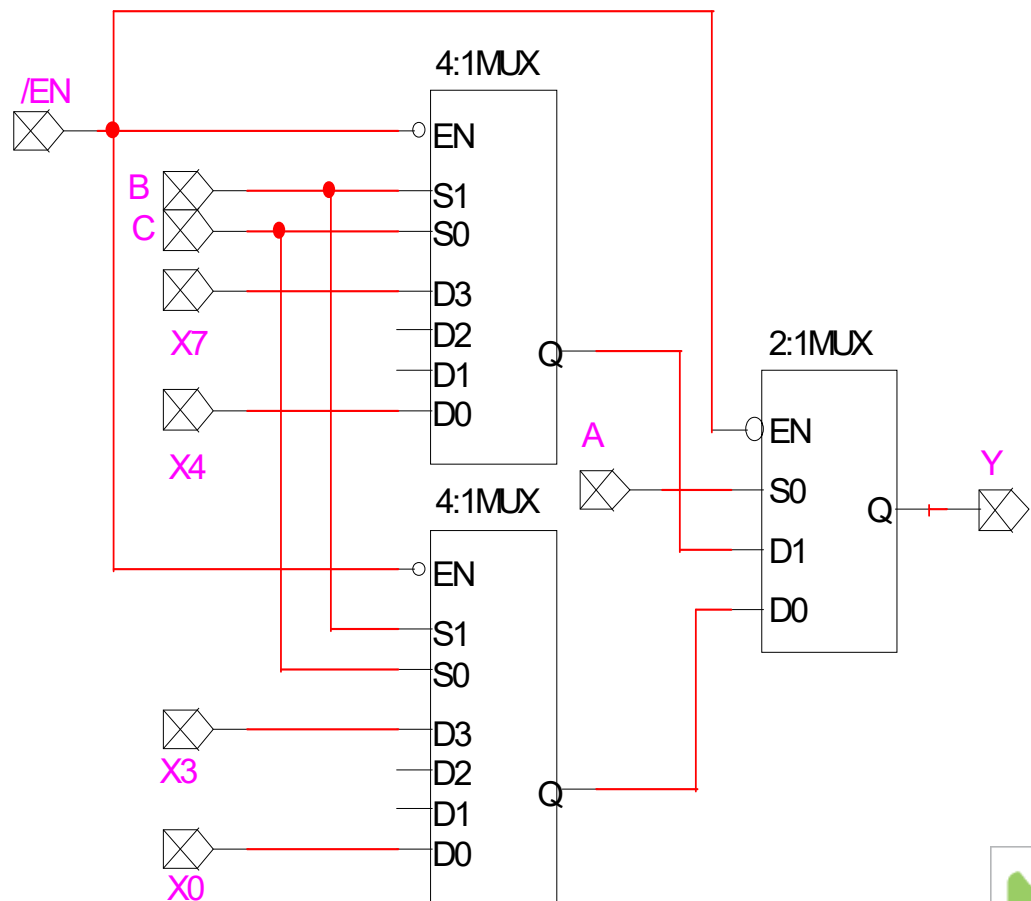 4:1MUX
/EN
EN
B
S1
C
S0
D3
X7
D2
D1
D0
X4
Q
2:1MUX
EN
A
S0
D1
D0
Q
Y
4:1MUX
EN
S1
S0
D3
X3
D2
D1
D0
X0
Q